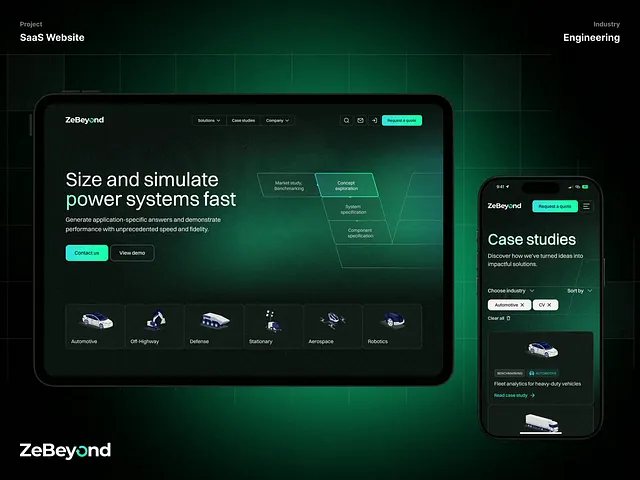 Project
SaaS Website
Industry
Engineering
ZeBeyond
Solutions
Case studies
Company
Request a quote
Size and simulate
power systems fast
Generate application-specific answers and demonstrate
performance with unprecedented speed and fidelity.
Contact us
View demo
Market study,
Benchmarking
Concept
exploration
System
specification
Component
specification
Automotive
Off-Highway
Defense
Stationary
Aerospace
Robotics
9:41
ZeBeyond
Request a quote
Case studies
Discover how we've turned ideas into
impactful solutions.
Choose industry
Sort by
Automotive
CV
Clear all
BENCHMARKING
AUTOMOTIVE
Fleet analytics for heavy-duty vehicles
Read case study
ZeBeyond